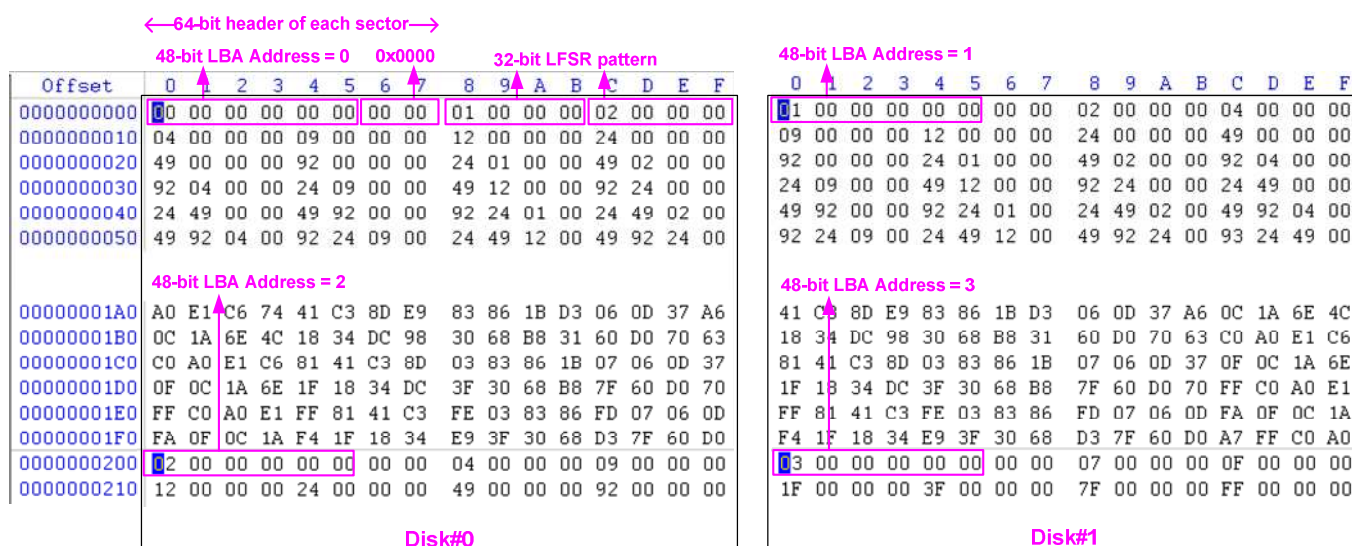 64-bit header of each sector
48-bit LBA Address = 0 0x0000 32-bit LFSR pattern
Offset 0 1 2 3 4 5 6 7 8 9 A B C D E F
0000000000 00 00 00 00 00 00 00 00 01 00 00 00 02 00 00 00
0000000010 04 00 00 00 09 00 00 00 12 00 00 00 24 00 00 00
0000000020 49 00 00 00 92 00 00 00 24 01 00 00 49 02 00 00
0000000030 92 04 00 00 24 09 00 00 49 12 00 00 92 24 00 00
0000000040 24 49 00 00 49 92 00 00 92 24 01 00 24 49 02 00
0000000050 49 92 04 00 92 24 09 00 24 49 12 00 49 92 24 00
48-bit LBA Address = 2
00000001A0 A0 E1 C6 74 41 C3 8D E9 83 86 1B D3 06 0D 37 A6
00000001B0 0C 1A 6E 4C 18 34 DC 98 30 68 B8 31 60 D0 70 63
00000001C0 C0 A0 E1 C6 81 41 C3 8D 03 83 86 1B 07 06 0D 37
00000001D0 0F 0C 1A 6E 1F 18 34 DC 3F 30 68 B8 7F 60 D0 70
00000001E0 FF C0 A0 E1 FF 81 41 C3 FE 03 83 86 FD 07 06 0D
00000001F0 FA 0F 0C 1A F4 1F 18 34 E9 3F 30 68 D3 7F 60 D0
0000000200 02 00 00 00 00 00 00 00 04 00 00 00 09 00 00 00
0000000210 12 00 00 00 24 00 00 00 49 00 00 00 92 00 00 00
Disk#0
48-bit LBA Address = 1
0 1 2 3 4 5 6 7 8 9 A B C D E F
01 00 00 00 00 00 00 00 02 00 00 00 04 00 00 00
09 00 00 00 12 00 00 00 24 00 00 00 49 00 00 00
92 00 00 00 24 01 00 00 49 02 00 00 92 04 00 00
24 09 00 00 49 12 00 00 92 24 00 00 24 49 00 00
49 92 00 00 92 24 01 00 24 49 02 00 49 92 04 00
92 24 09 00 24 49 12 00 49 92 24 00 93 24 49 00
48-bit LBA Address = 3
41 C3 8D E9 83 86 1B D3 06 0D 37 A6 0C 1A 6E 4C
18 34 DC 98 30 68 B8 31 60 D0 70 63 C0 A0 E1 C6
81 41 C3 8D 03 83 86 1B 07 06 0D 37 0F 0C 1A 6E
1F 18 34 DC 3F 30 68 B8 7F 60 D0 70 FF C0 A0 E1
FF 81 41 C3 FE 03 83 86 FD 07 06 0D FA 0F 0C 1A
F4 1F 18 34 E9 3F 30 68 D3 7F 60 D0 A7 FF C0 A0
03 00 00 00 00 00 00 00 07 00 00 00 0F 00 00 00
1F 00 00 00 3F 00 00 00 7F 00 00 00 FF 00 00 00
Disk#1